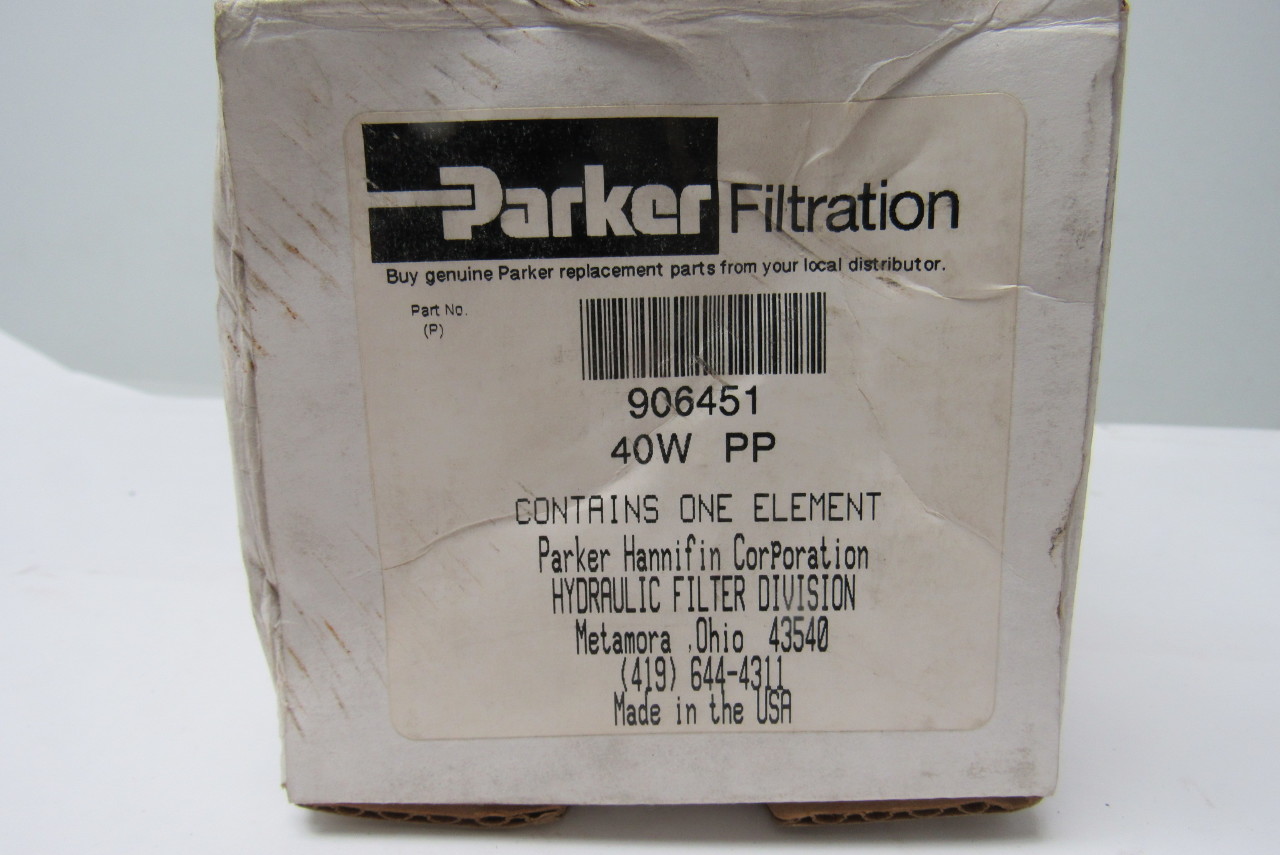 Parker Filtration
Buy genuine Parker replacement parts from your local distributor.
Part No.
(P)
906451
40W PP
CONTAINS ONE ELEMENT
Parker Hannifin CorPoration
HYDRAULIC FILTER DIVISION
Metamora ,Ohio 43540
(419) 644-4311
Made in the USA